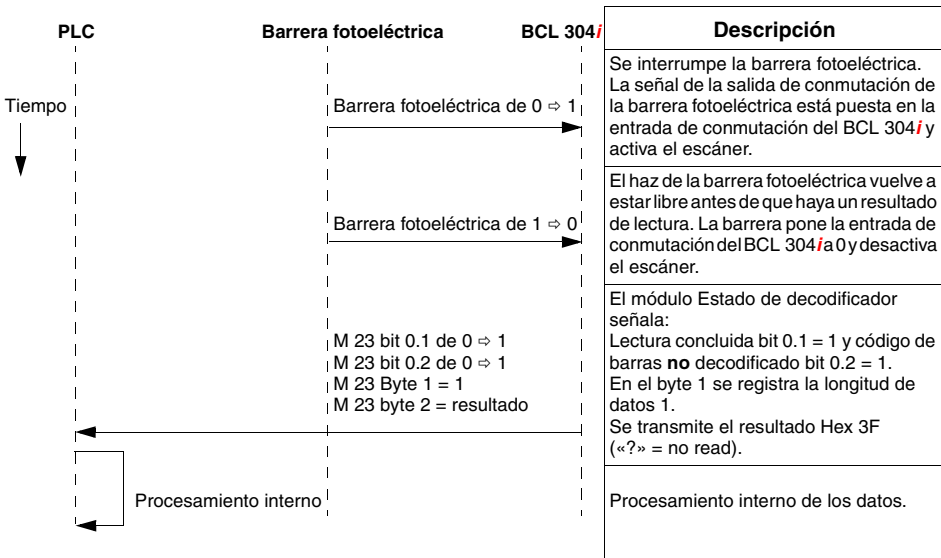 PLC
Barrera fotoeléctrica
BCL 304i
Descripción
Tiempo
Barrera fotoeléctrica de 0 ⇨ 1
Se interrumpe la barrera fotoeléctrica.
La señal de la salida de conmutación de
la barrera fotoeléctrica está puesta en la
entrada de conmutación del BCL 304i y
activa el escáner.
Barrera fotoeléctrica de 1 ⇨ 0
El haz de la barrera fotoeléctrica vuelve a
estar libre antes de que haya un resultado
de lectura. La barrera pone la entrada de
conmutación del BCL 304i a 0 y desactiva
el escáner.
M 23 bit 0.1 de 0 ⇨ 1
M 23 bit 0.2 de 0 ⇨ 1
M 23 Byte 1 = 1
M 23 byte 2 = resultado
El módulo Estado de decodificador
señala:
Lectura concluida bit 0.1 = 1 y código de
barras no decodificado bit 0.2 = 1.
En el byte 1 se registra la longitud de
datos 1.
Se transmite el resultado Hex 3F
(«?» = no read).
Procesamiento interno
Procesamiento interno de los datos.